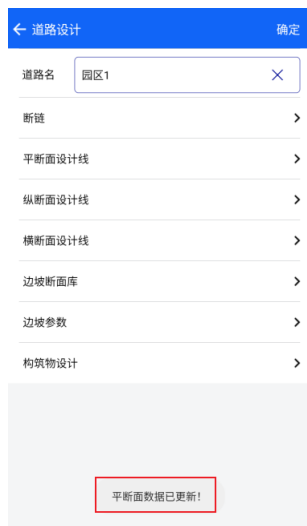 道路设计 确定
道路名 园区1
断链
平断面设计线
纵断面设计线
横断面设计线
边坡断面库
边坡参数
构筑物设计
平断面数据已更新!